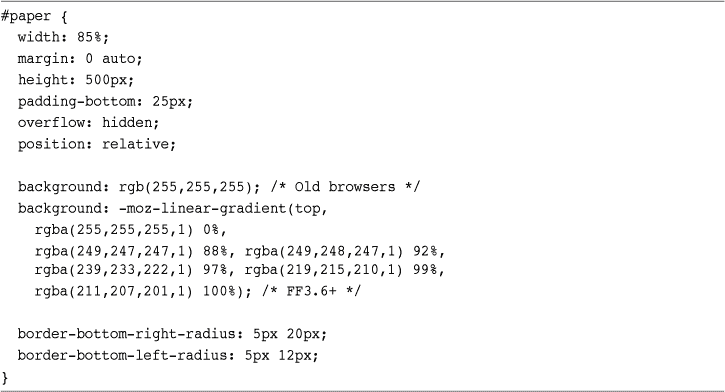 #paper {
  width: 85%;
  margin: 0 auto;
  height: 500px;
  padding-bottom: 25px;
  overflow: hidden;
  position: relative;

  background: rgb(255,255,255); /* Old browsers */
  background: -moz-linear-gradient(top,
    rgba(255,255,255,1) 0%,
    rgba(249,247,247,1) 88%, rgba(249,248,247,1) 92%,
    rgba(239,233,222,1) 97%, rgba(219,215,210,1) 99%,
    rgba(211,207,201,1) 100%); /* FF3.6+ */

  border-bottom-right-radius: 5px 20px;
  border-bottom-left-radius: 5px 12px;
}